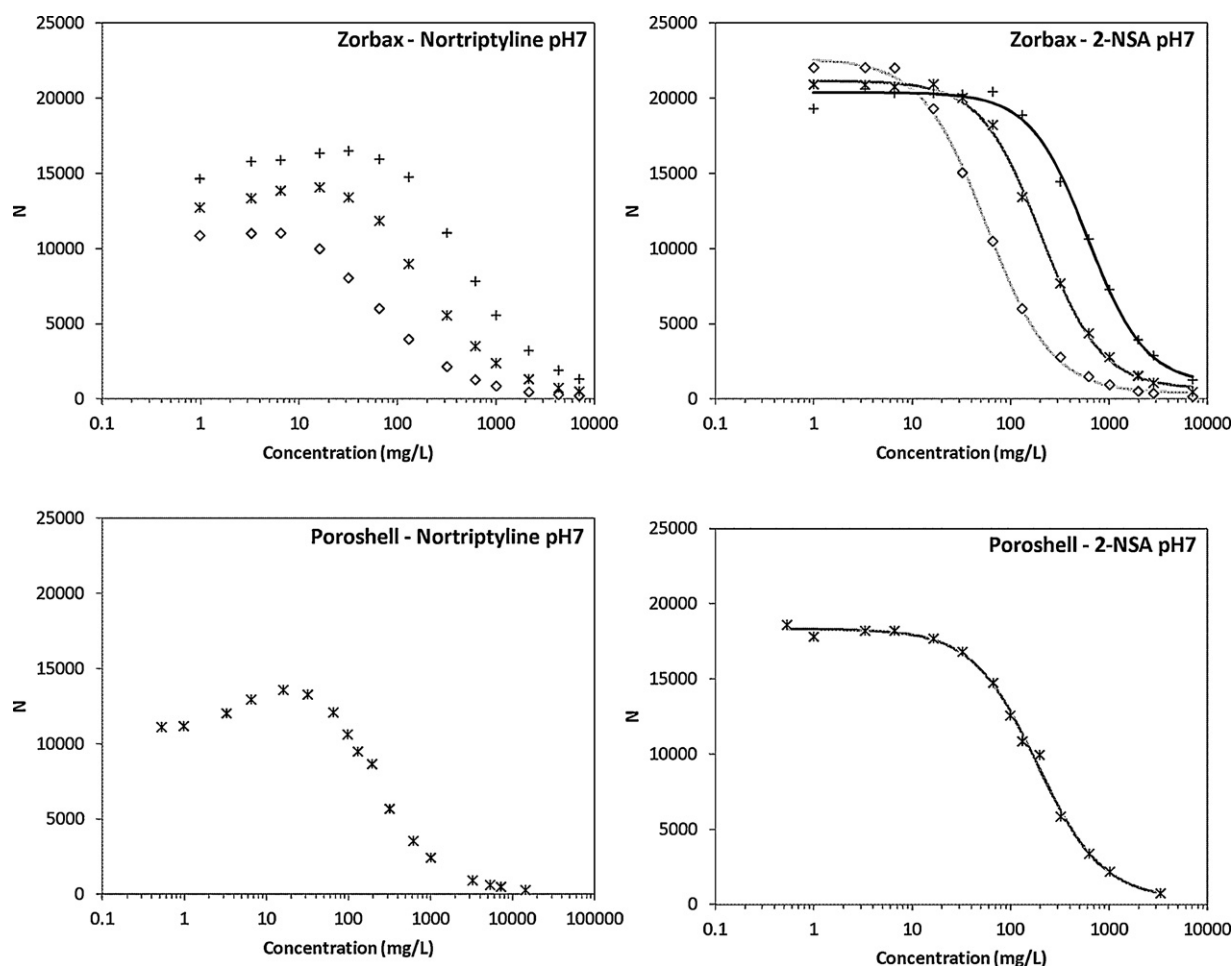 Zorbax - Nortriptyline pH7
25000
20000
15000
10000
5000
0
N
0.1 1 10 100 1000 10000
Concentration (mg/L)
Zorbax - 2-NSA pH7
25000
20000
15000
10000
5000
0
N
0.1 1 10 100 1000 10000
Concentration (mg/L)
Poroshell - Nortriptyline pH7
25000
20000
15000
10000
5000
0
N
0.1 1 10 100 1000 10000 100000
Concentration (mg/L)
Poroshell - 2-NSA pH7
25000
20000
15000
10000
5000
0
N
0.1 1 10 100 1000 10000
Concentration (mg/L)